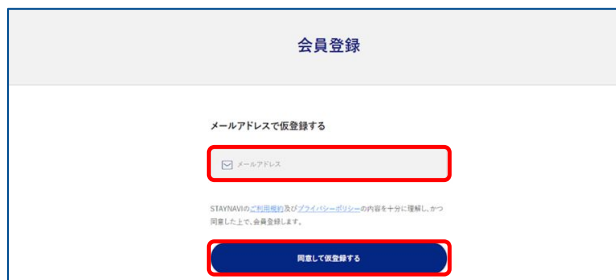 会員登録
メールアドレスで仮登録する
メールアドレス
STAYNAVIのご利用規約及びプライバシーポリシーの内容を十分に理解し、かつ
同意した上で、会員登録します。
同意して仮登録する